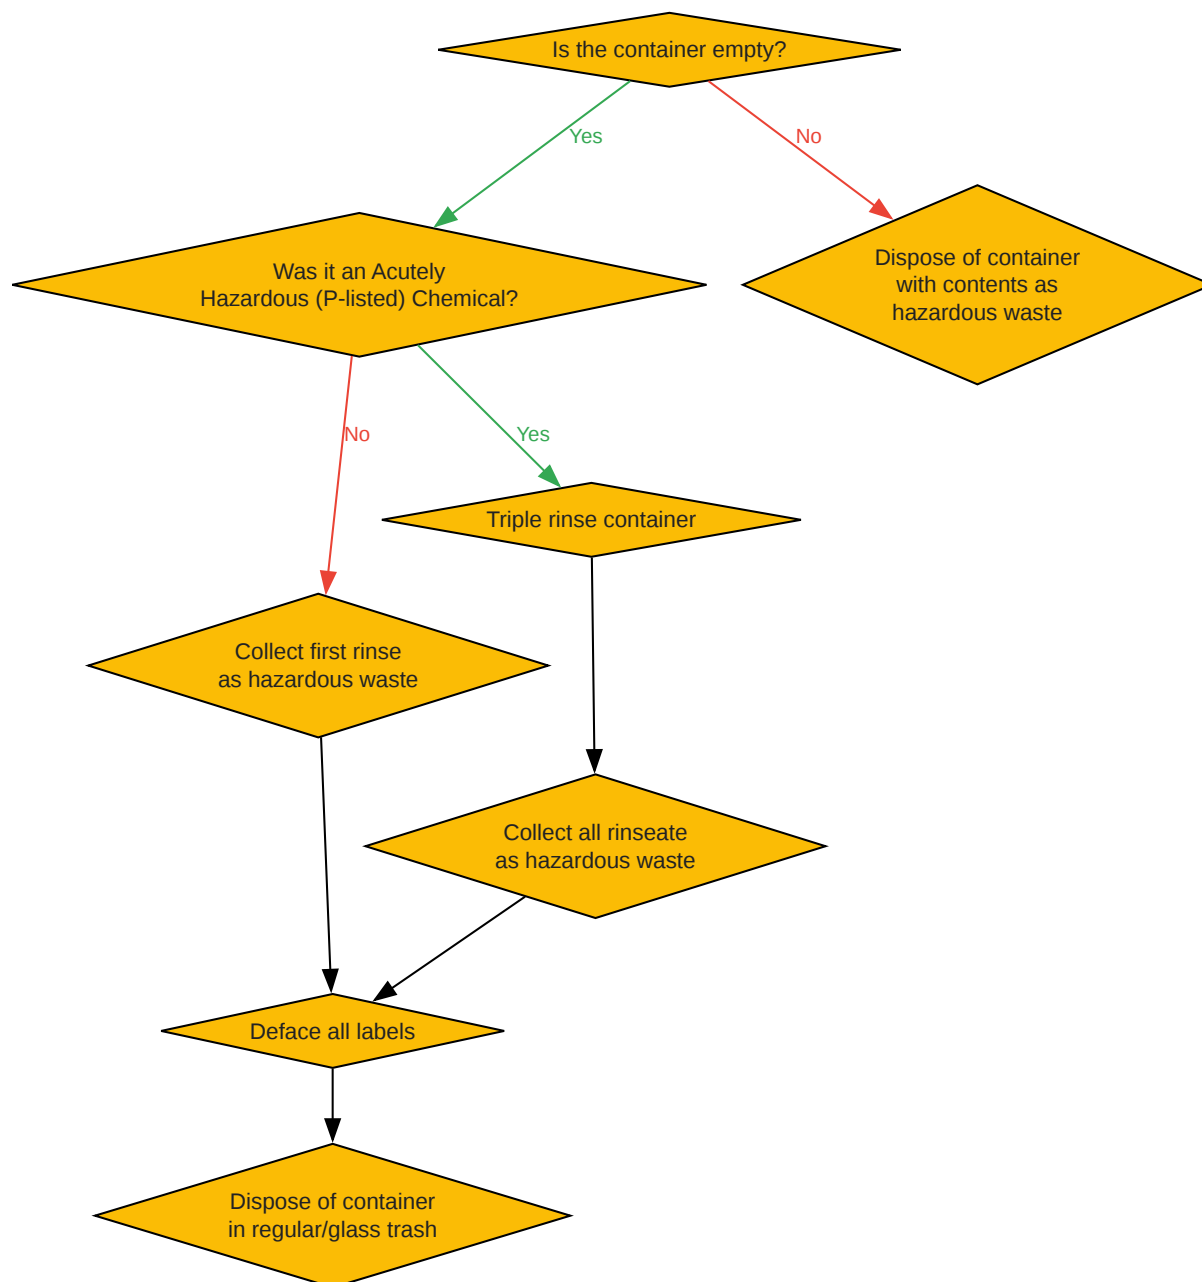 Is the container empty?
Yes
No
Was it an Acutely
Hazardous (P-listed) Chemical?
Dispose of container
with contents as
hazardous waste
No
Yes
Triple rinse container
Collect first rinse
as hazardous waste
Collect all rinseate
as hazardous waste
Deface all labels
Dispose of container
in regular/glass trash